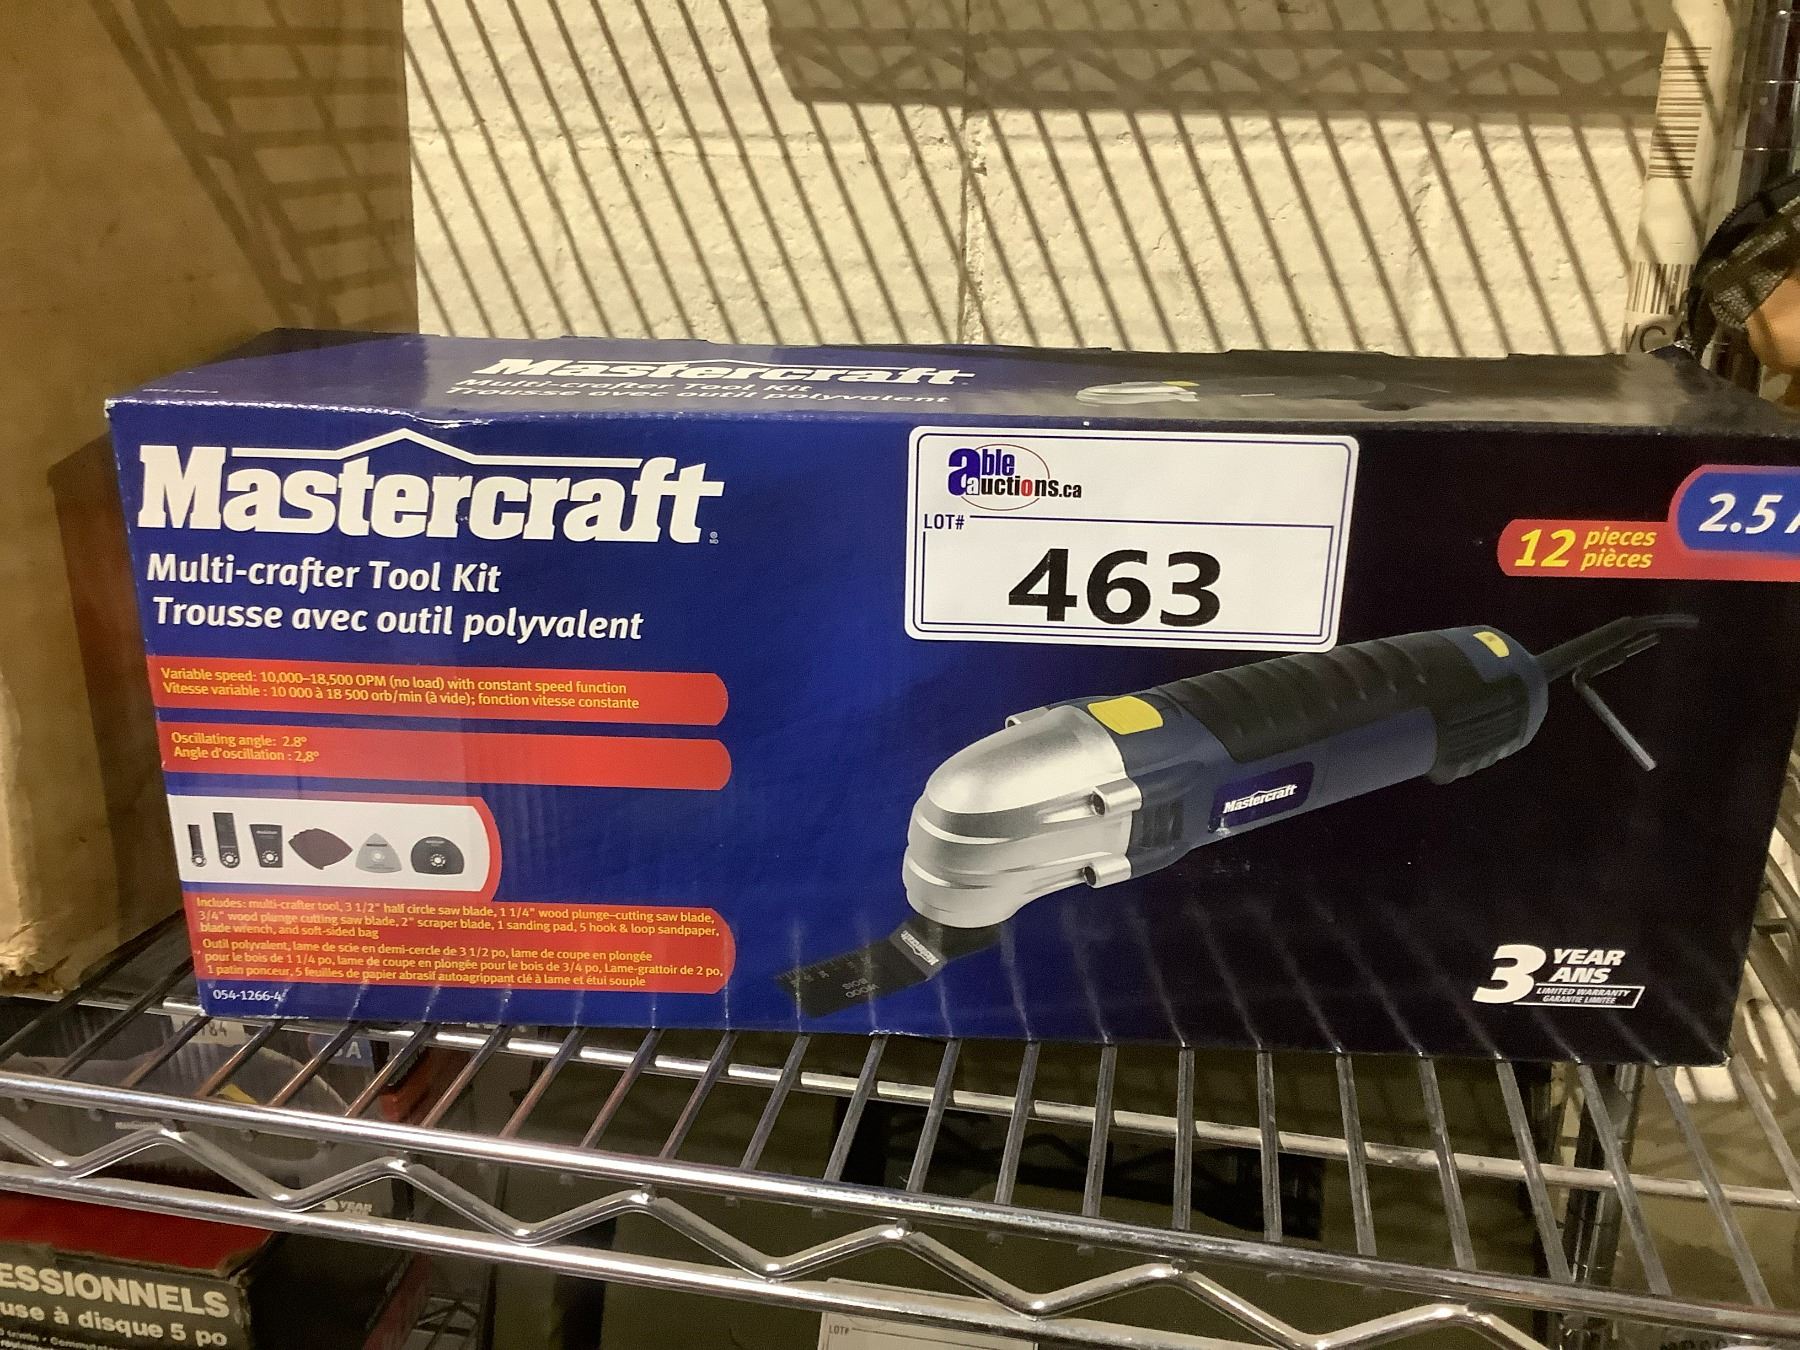 Mastercraft
Multi-crafter Tool Kit
Trousse avec outil polyvalent
Mastercraft
Multi-crafter Tool Kit
Trousse avec outil polyvalent
Variable speed: 10,000–18,500 OPM (no load) with constant speed function
Vitesse variable : 10 000 à 18 500 orb/min (à vide); fonction vitesse constante
Oscillating angle: 2.8°
Angle d'oscillation : 2,8°
Includes: multi-crafter tool, 3 1/2" half circle saw blade, 1 1/4" wood plunge-cutting saw blade,
3/4" wood plunge cutting saw blade, 2" scraper blade, 1 sanding pad, 5 hook & loop sandpaper,
blade wrench, and soft-sided bag
Outil polyvalent, lame de scie en demi-cercle de 3 1/2 po, lame de coupe en plongée
pour le bois de 1 1/4 po, lame de coupe en plongée pour le bois de 3/4 po, Lame-grattoir de 2 po,
1 patin ponceur, 5 feuilles de papier abrasif autoagrippant clé à lame et étui souple
054-1266-4
able
auctions.ca
LOT#
463
2.5
12 pieces
pièces
Mastercraft
Mastercraft
WOOD
BOIS
3 YEAR
ANS
LIMITED WARRANTY
GARANTIE LIMITÉE
YEAR
ESSIONNELS
use à disque 5 po
LOT#